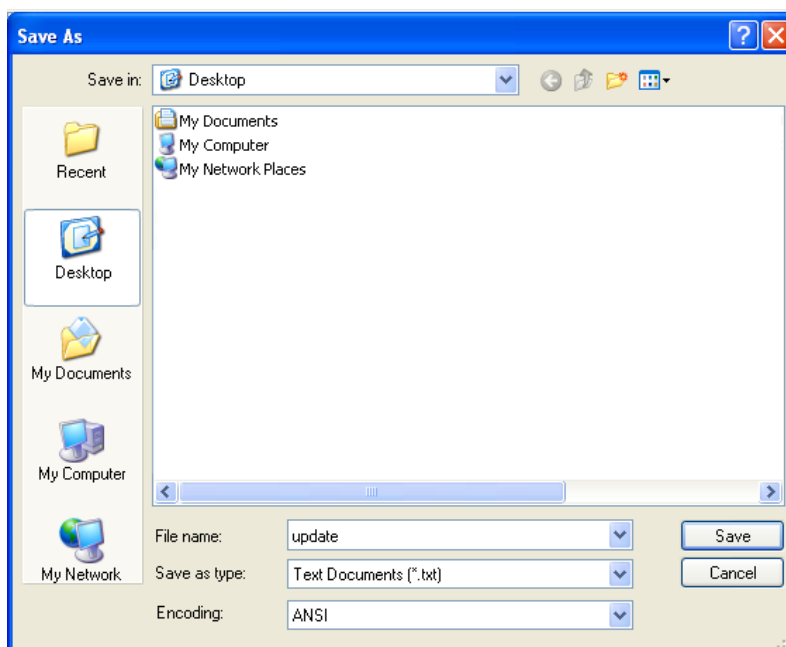 Save As
Save in: Desktop
My Documents
My Computer
My Network Places
Recent
Desktop
My Documents
My Computer
My Network
File name: update Save
Save as type: Text Documents (*.txt) Cancel
Encoding: ANSI